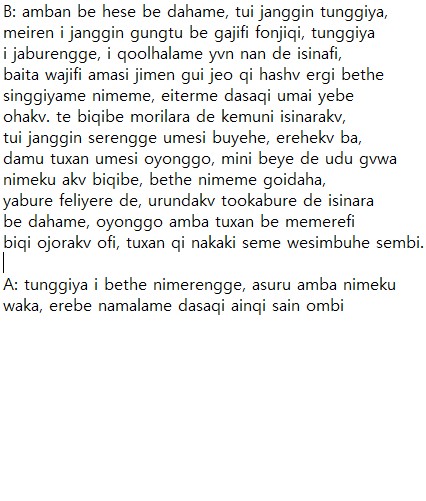 B: amban be hese be dahame, tui janggin tunggiya,
meiren i janggin gungtu be gajifi fonjiqi, tunggiya
i jaburengge, i qoolhalame yvn nan de isinafi,
baita wajifi amasi jimen gui jeo qi hashv ergi bethe
singgiyame nimeme, eiterme dasaqi umai yebe
ohakv. te biqibe morilara de kemuni isinarakv,
tui janggin serengge umesi buyehe, erehekv ba,
damu tuxan umesi oyonggo, mini beye de udu gvwa
nimeku akv biqibe, bethe nimeme goidaha,
yabure feliyere de, urundakv tookabure de isinara
be dahame, oyonggo amba tuxan be memerefi
biqi ojorakv ofi, tuxan qi nakaki seme wesimbuhe sembi.
A: tunggiya i bethe nimerengge, asuru amba nimeku
waka, erebe namalame dasaqi ainqi sain ombi